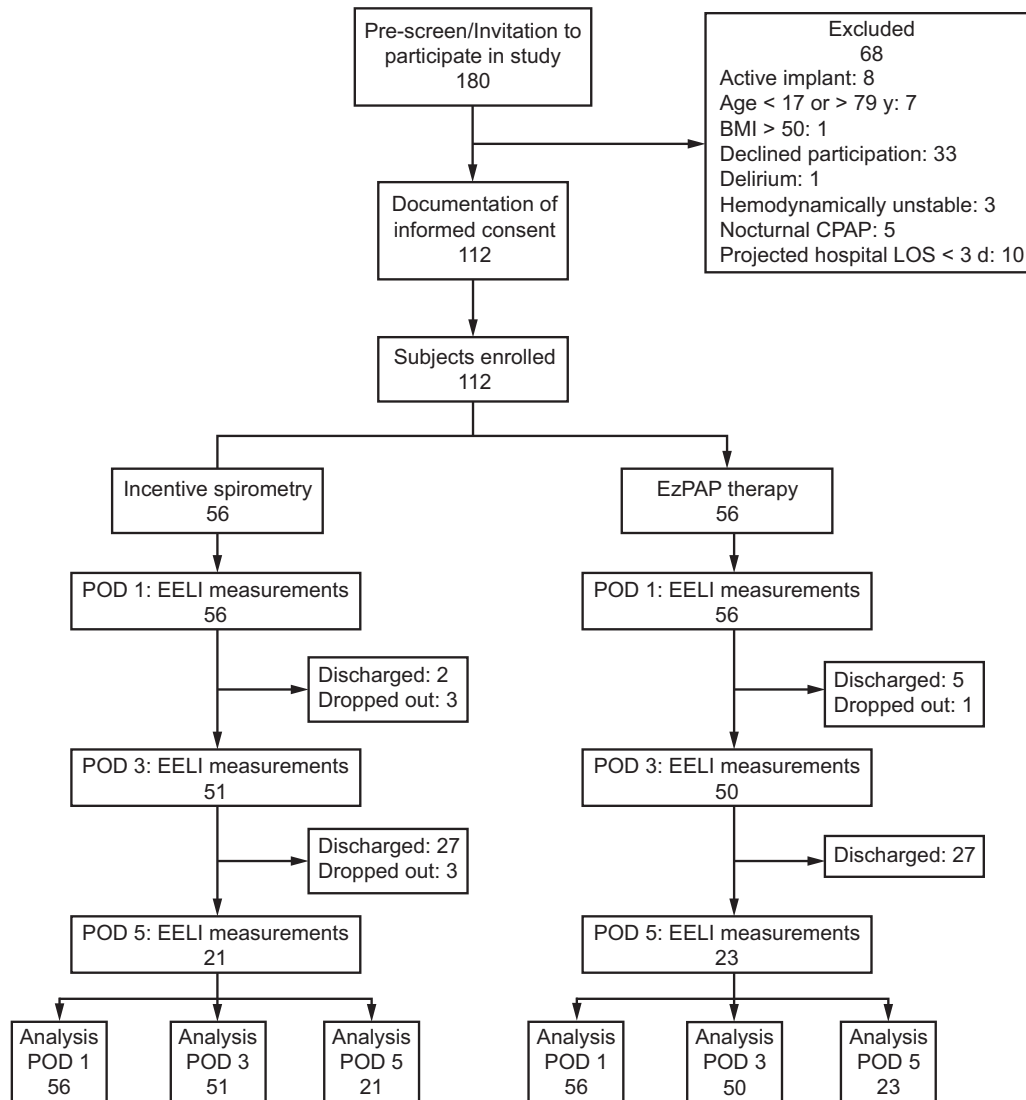 Pre-screen/Invitation to
participate in study
180
Excluded
68
Active implant: 8
Age < 17 or > 79 y: 7
BMI > 50: 1
Declined participation: 33
Delirium: 1
Hemodynamically unstable: 3
Nocturnal CPAP: 5
Projected hospital LOS < 3 d: 10
Documentation of
informed consent
112
Subjects enrolled
112
Incentive spirometry
56
EzPAP therapy
56
POD 1: EELI measurements
56
POD 1: EELI measurements
56
Discharged: 2
Dropped out: 3
Discharged: 5
Dropped out: 1
POD 3: EELI measurements
51
POD 3: EELI measurements
50
Discharged: 27
Dropped out: 3
Discharged: 27
POD 5: EELI measurements
21
POD 5: EELI measurements
23
Analysis
POD 1
56
Analysis
POD 3
51
Analysis
POD 5
21
Analysis
POD 1
56
Analysis
POD 3
50
Analysis
POD 5
23